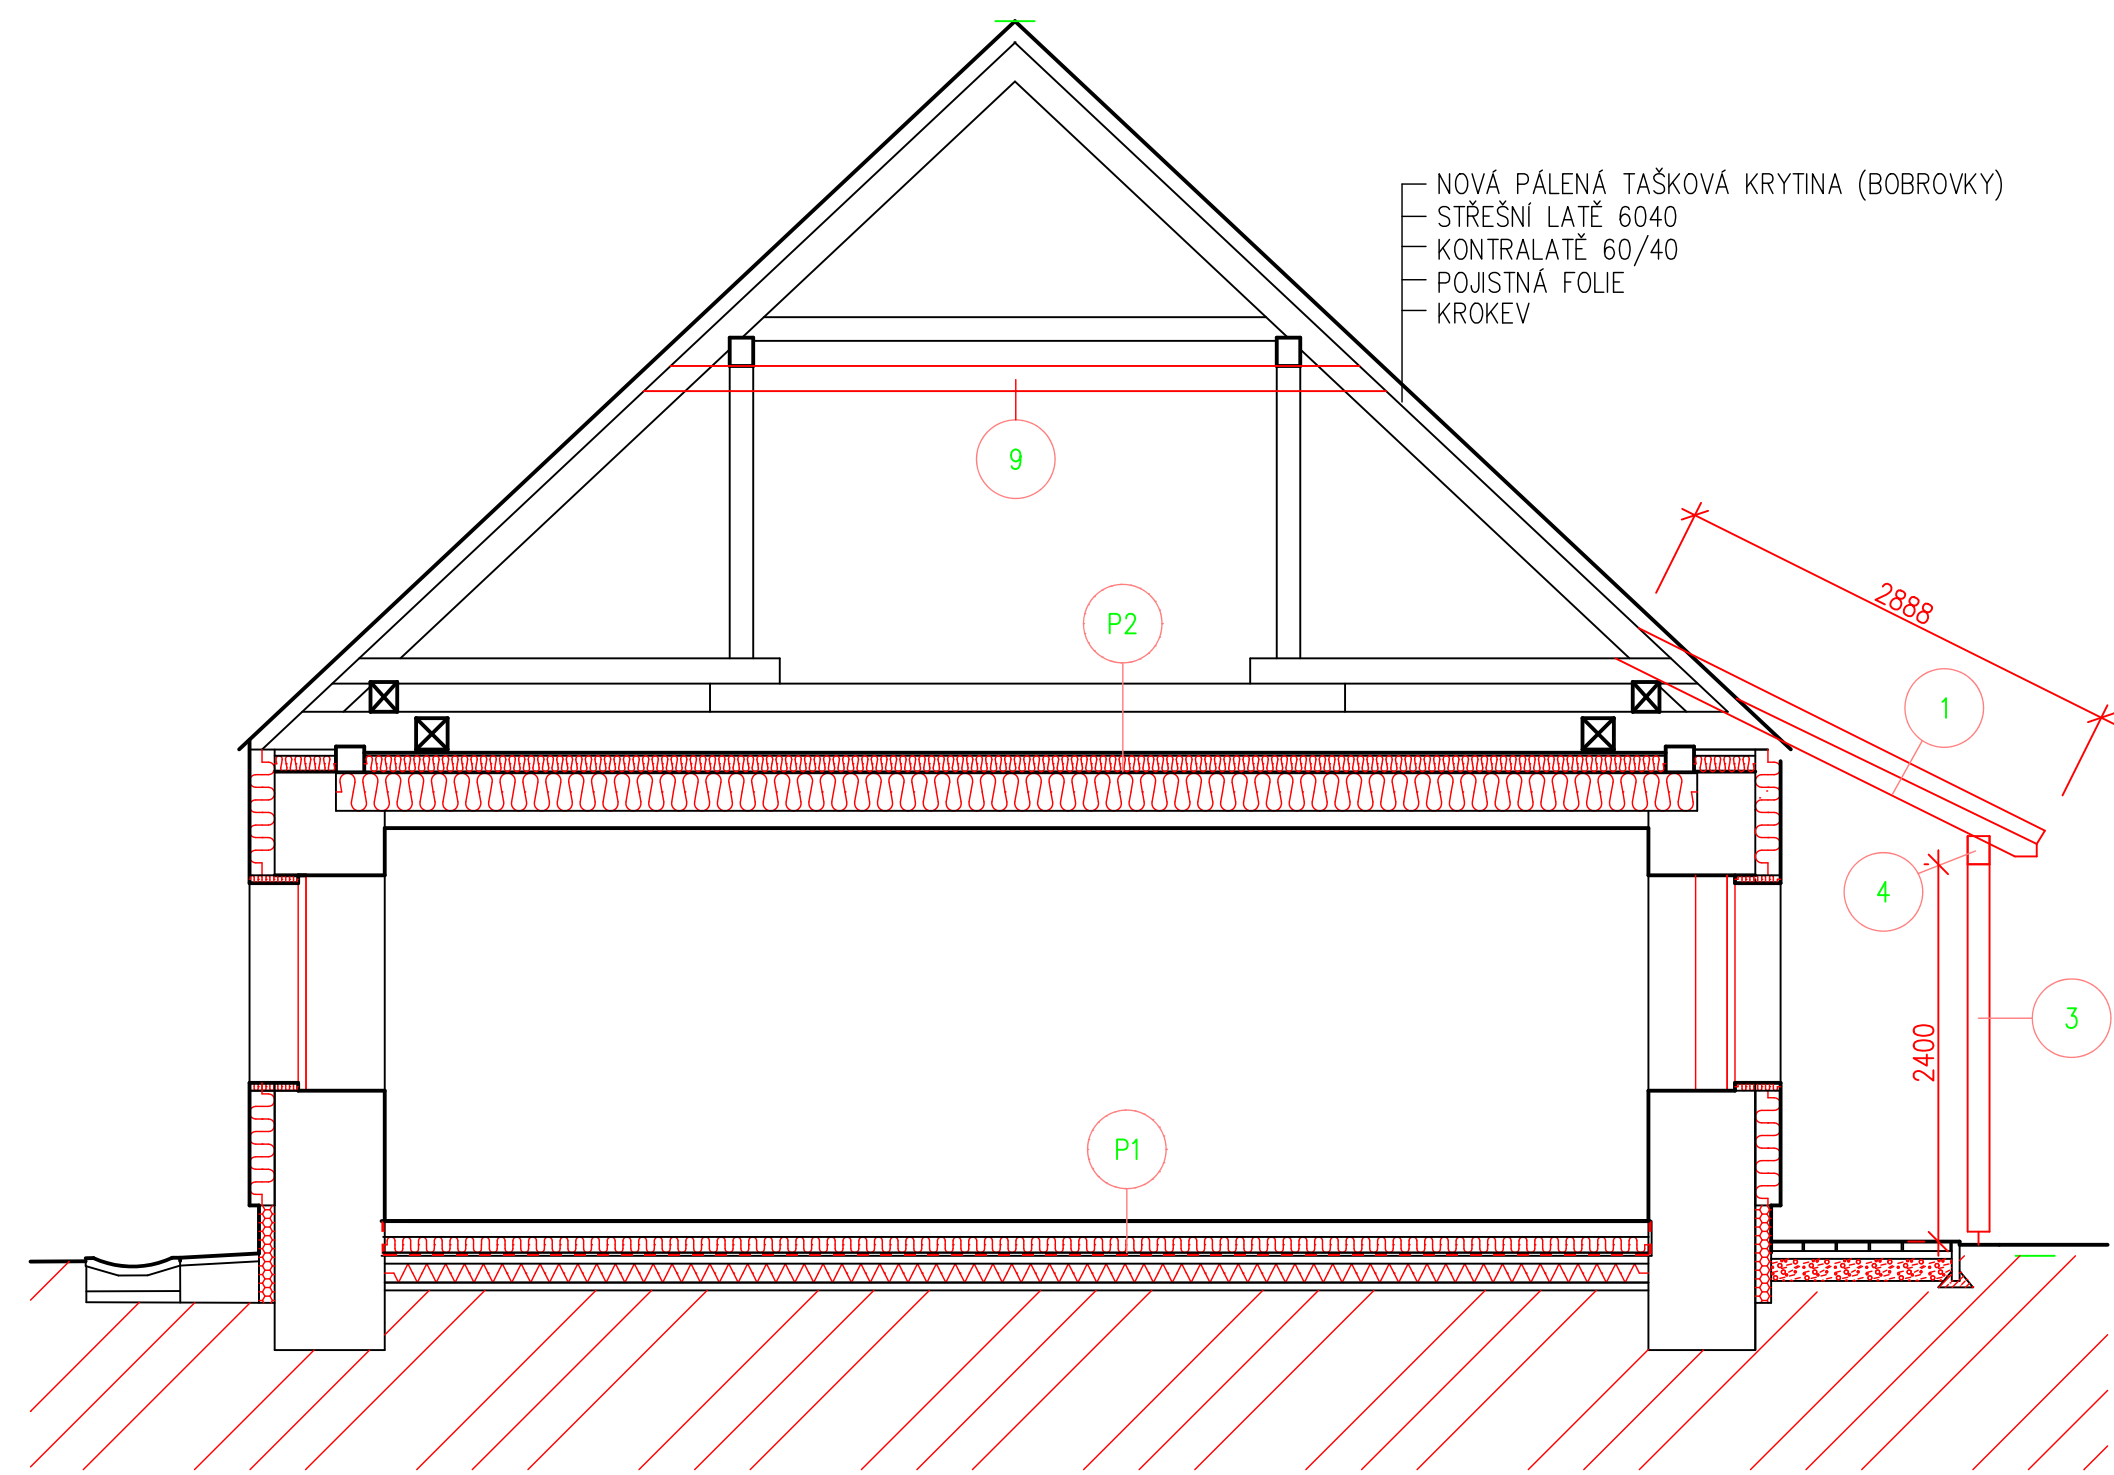 NOVÁ PÁLENÁ TAŠKOVÁ KRYTINA (BOBROVKY)
STŘEŠNÍ LATĚ 6040
KONTRALATĚ 60/40
POJISTNÁ FOLIE
KROKEV
9
P2
2888
1
4
3
2400
P1